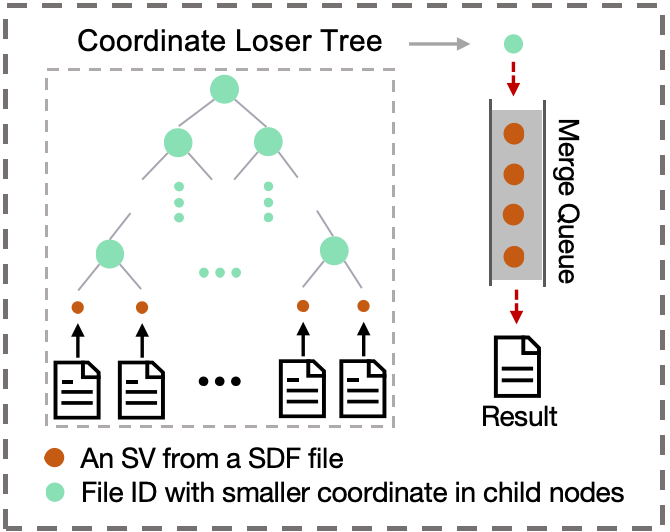 Coordinate Loser Tree
Merge Queue
Result
An SV from a SDF file
File ID with smaller coordinate in child nodes